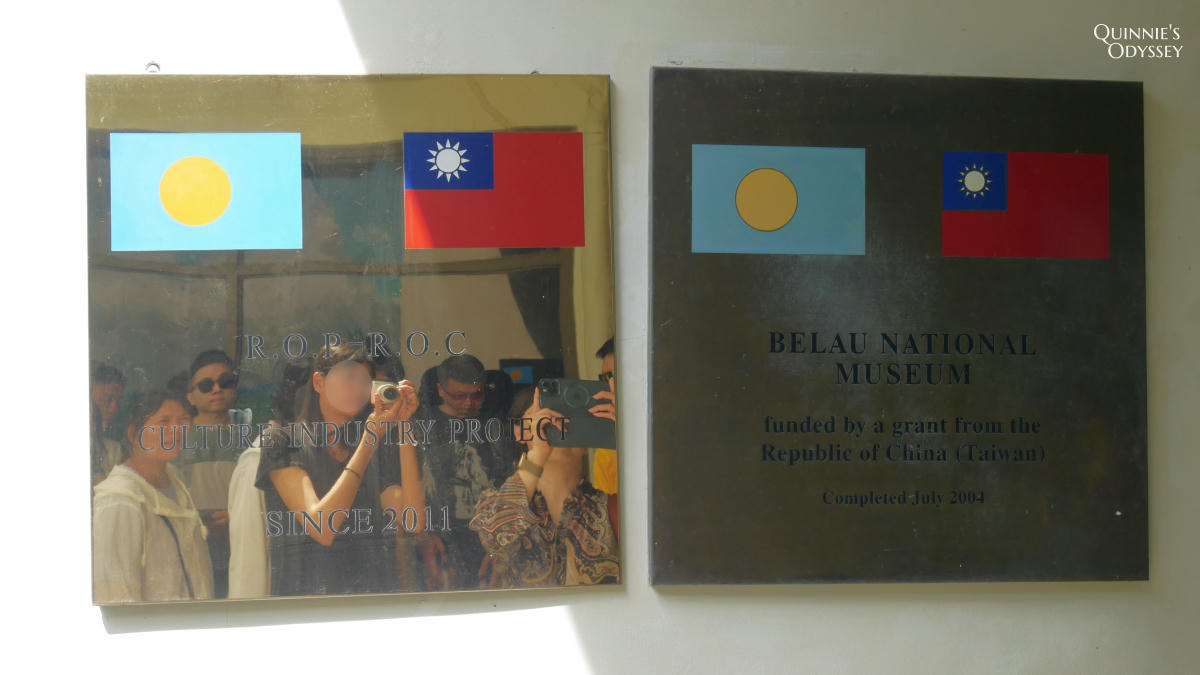 QUINNIE'S
ODYSSEY
R.O.P-R.O.C
CULTURE INDUSTRY PROJECT
SINCE 2011
BELAU NATIONAL
MUSEUM
funded by a grant from the
Republic of China (Taiwan)
Completed July 2004